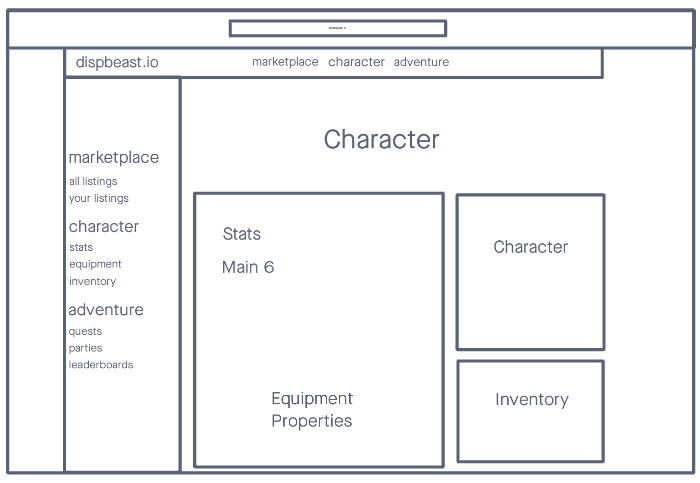 dispbeast.io
marketplace character adventure
marketplace
all listings
your listings
character
stats
equipment
inventory
adventure
quests
parties
leaderboards
Character
Stats
Main 6
Equipment
Properties
Character
Inventory